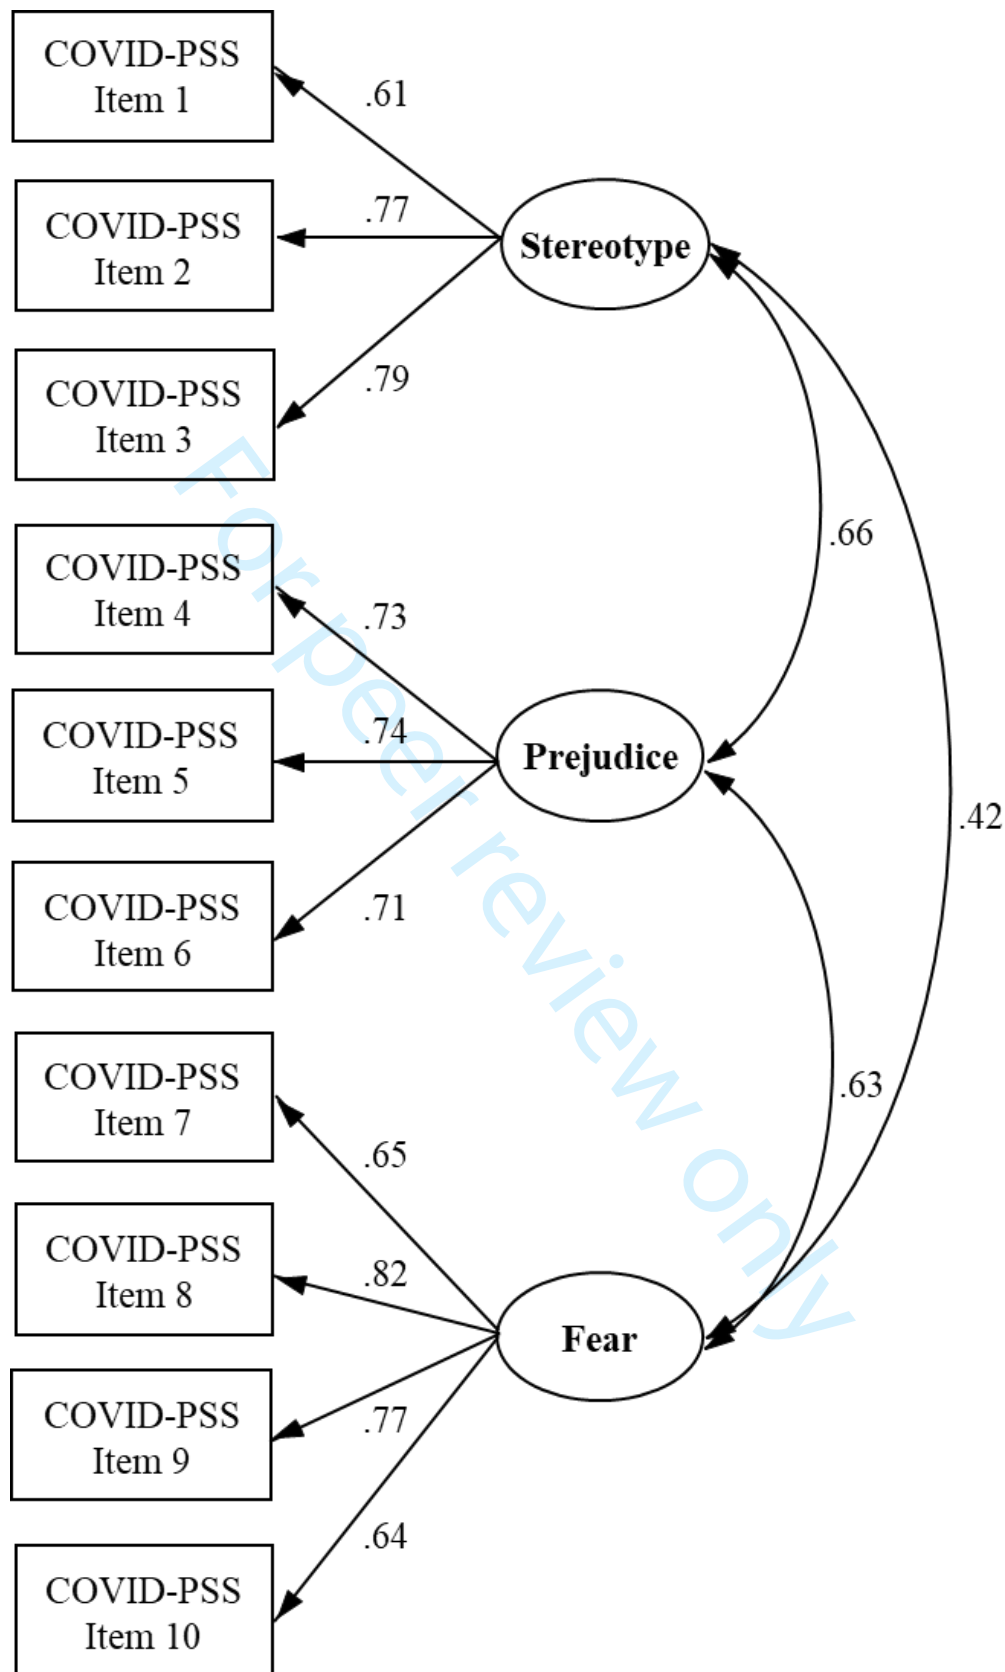 COVID-PSS
Item 1
.61
COVID-PSS
Item 2
.77
Stereotype
COVID-PSS
Item 3
.79
.66
COVID-PSS
Item 4
.73
COVID-PSS
Item 5
.74
Prejudice
.42
COVID-PSS
Item 6
.71
COVID-PSS
Item 7
.65
.63
COVID-PSS
Item 8
.82
Fear
COVID-PSS
Item 9
.77
COVID-PSS
Item 10
.64
For peer review only